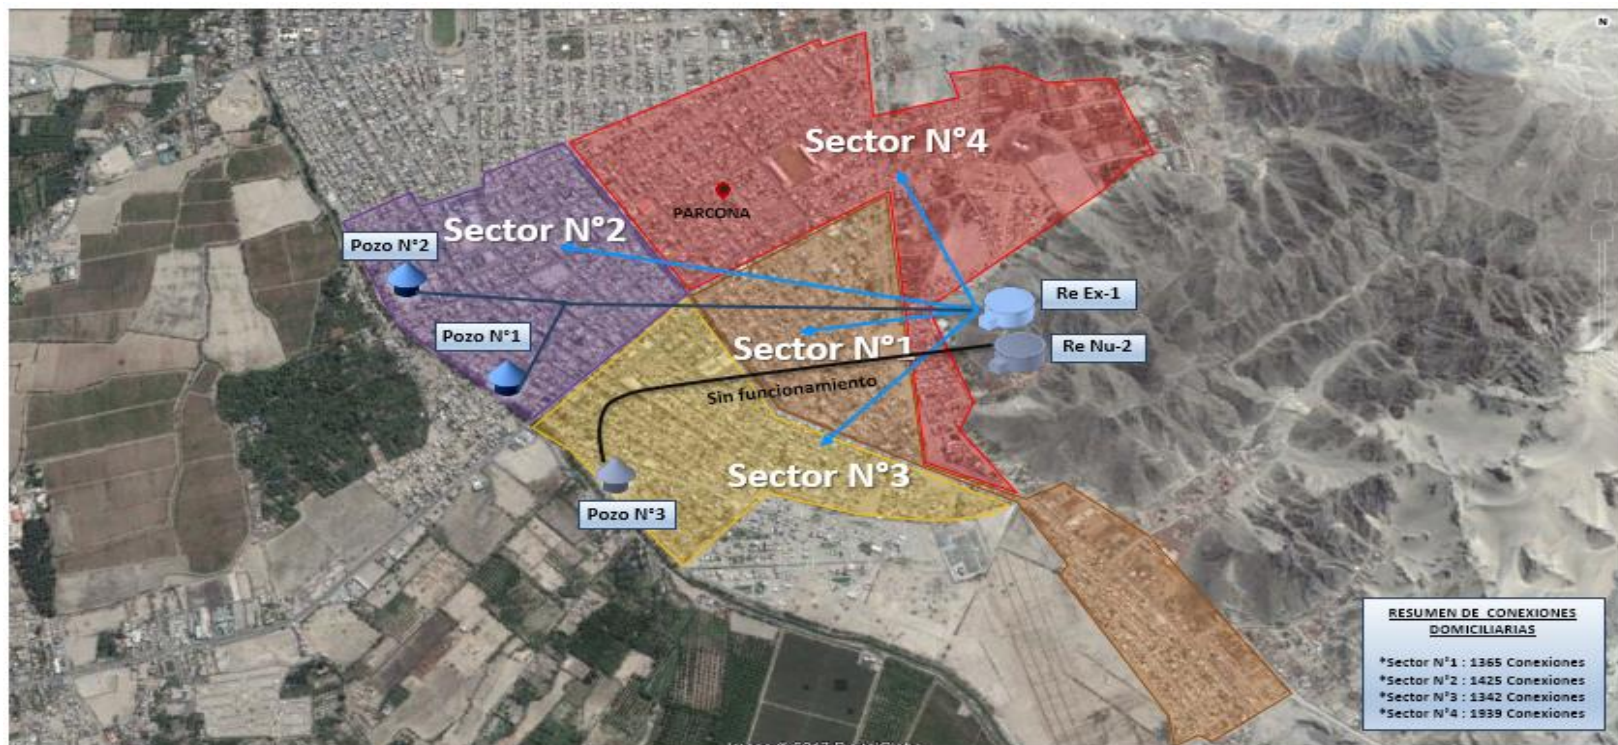 N
Sector N°4
PARCONA
Sector N°2
Pozo N°2
Re Ex-1
Pozo N°1
Sector N°1
Re Nu-2
Sin funcionamiento
Sector N°3
Pozo N°3
RESUMEN DE CONEXIONES
DOMICILIARIAS
*Sector N°1 : 1365 Conexiones
*Sector N°2 : 1425 Conexiones
*Sector N°3 : 1342 Conexiones
*Sector N°4 : 1939 Conexiones